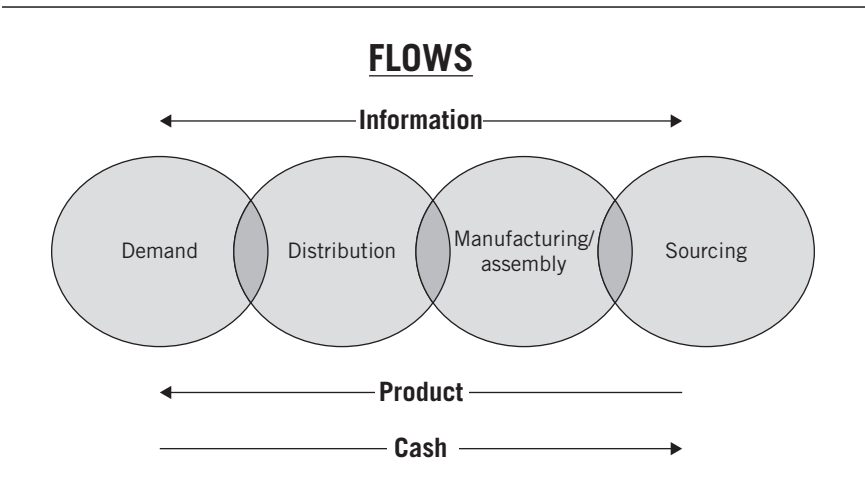 FLOWS
Information
Demand
Distribution
Manufacturing/
assembly
Sourcing
Product
Cash